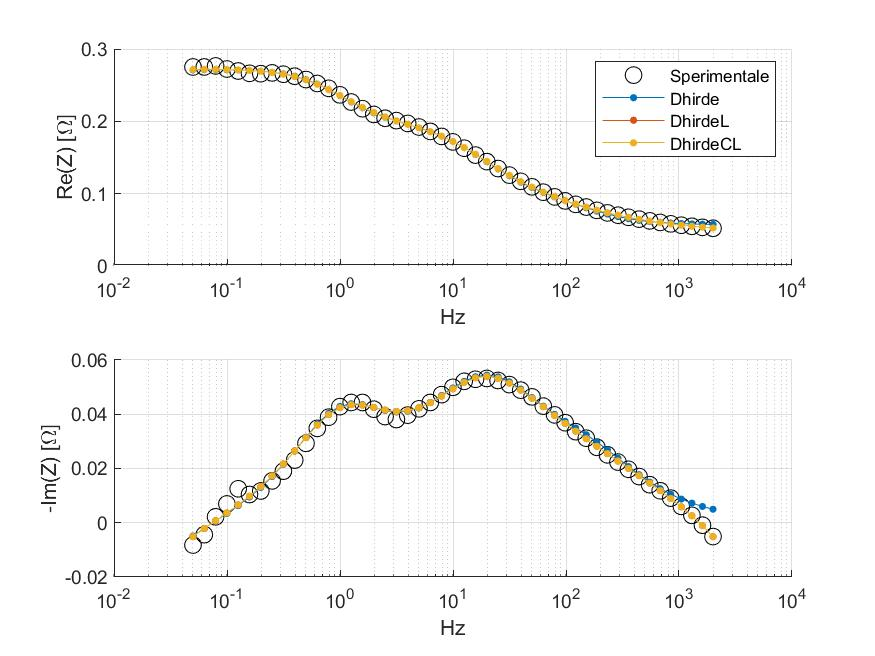 0.3
0.2
0.1
0
Re(Z) [Ω]
Sperimentale
Dhirde
DhirdeL
DhirdeCL
10^-2 10^-1 10^0 10^1 10^2 10^3 10^4
Hz
0.06
0.04
0.02
0
-0.02
-Im(Z) [Ω]
10^-2 10^-1 10^0 10^1 10^2 10^3 10^4
Hz